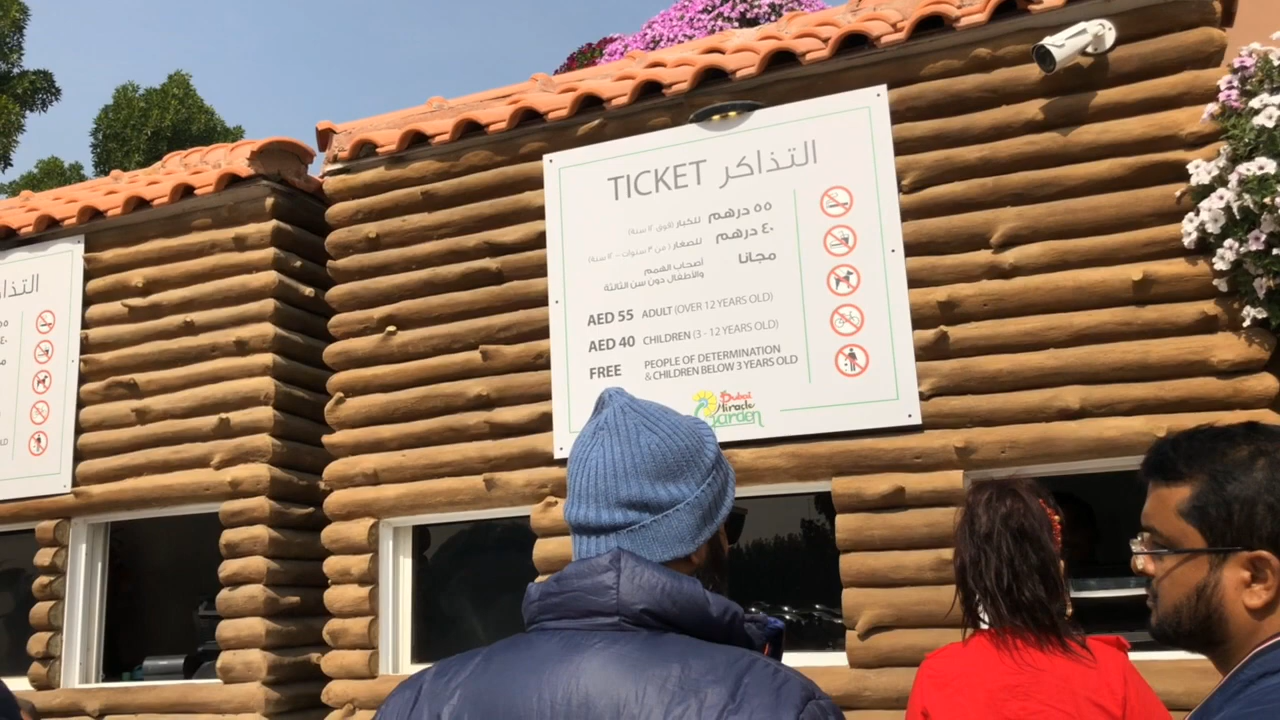 التذاكر TICKET
٥٥ درهم للكبار (فوق ١٢ سنة)
٤٠ درهم للصغار (من ٣ سنوات - ١٢ سنة)
مجانا أصحاب الهمم
والأطفال دون سن الثالثة
AED 55 ADULT (OVER 12 YEARS OLD)
AED 40 CHILDREN (3 - 12 YEARS OLD)
FREE PEOPLE OF DETERMINATION
& CHILDREN BELOW 3 YEARS OLD
Dubai
Miracle
Garden